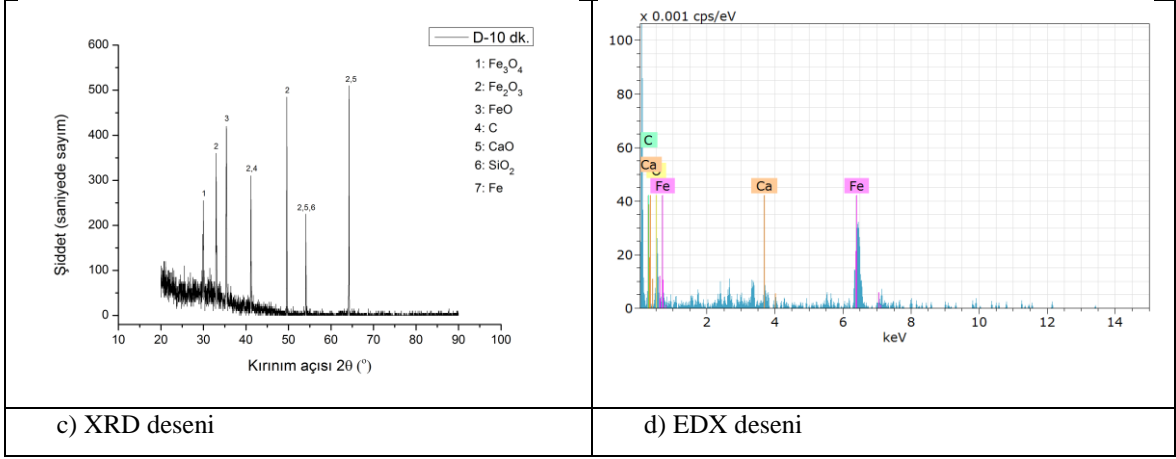 600
500
400
300
200
100
0
10
20
30
40
50
60
70
80
90
100
Şiddet (saniyede sayım)
Kırınım açısı 2θ (°)
D-10 dk.
1: Fe₃O₄
2: Fe₂O₃
3: FeO
4: C
5: CaO
6: SiO₂
7: Fe
1
2
3
2,4
2
2,5,6
2,5
x 0.001 cps/eV
100
80
60
40
20
0
2
4
6
8
10
12
14
keV
C
Ca
Fe
Ca
Fe
c) XRD deseni
d) EDX deseni